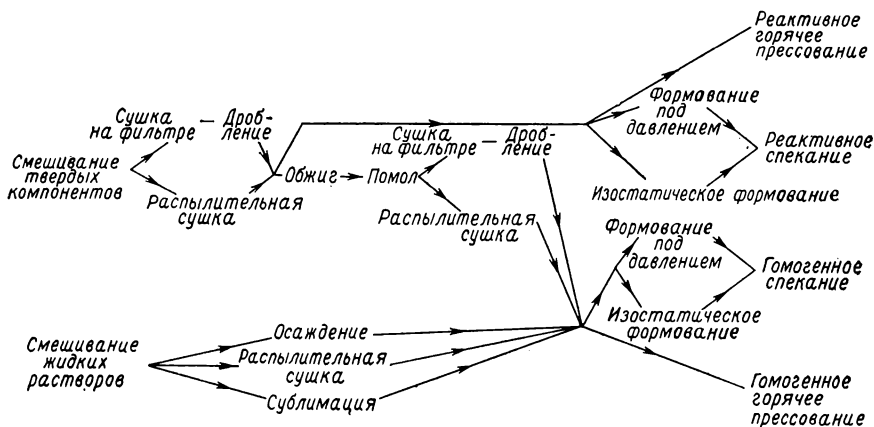 Реактивное
горячее
прессование
Сушка
на фильтре
— Дроб-
ление
Смешивание
твердых
компонентов
Распылительная
сушка
Обжиг
Помол
Сушка
на фильтре
— Дроб-
ление
Распылительная
сушка
Формование
под
давлением
Изостатическое формование
Реактивное
спекание
Формование
под
давлением
Изостатическое
формование
Гомогенное
спекание
Смешивание
жидких
растворов
Осаждение
Распылительная
сушка
Сублимация
Гомогенное
горячее
прессование